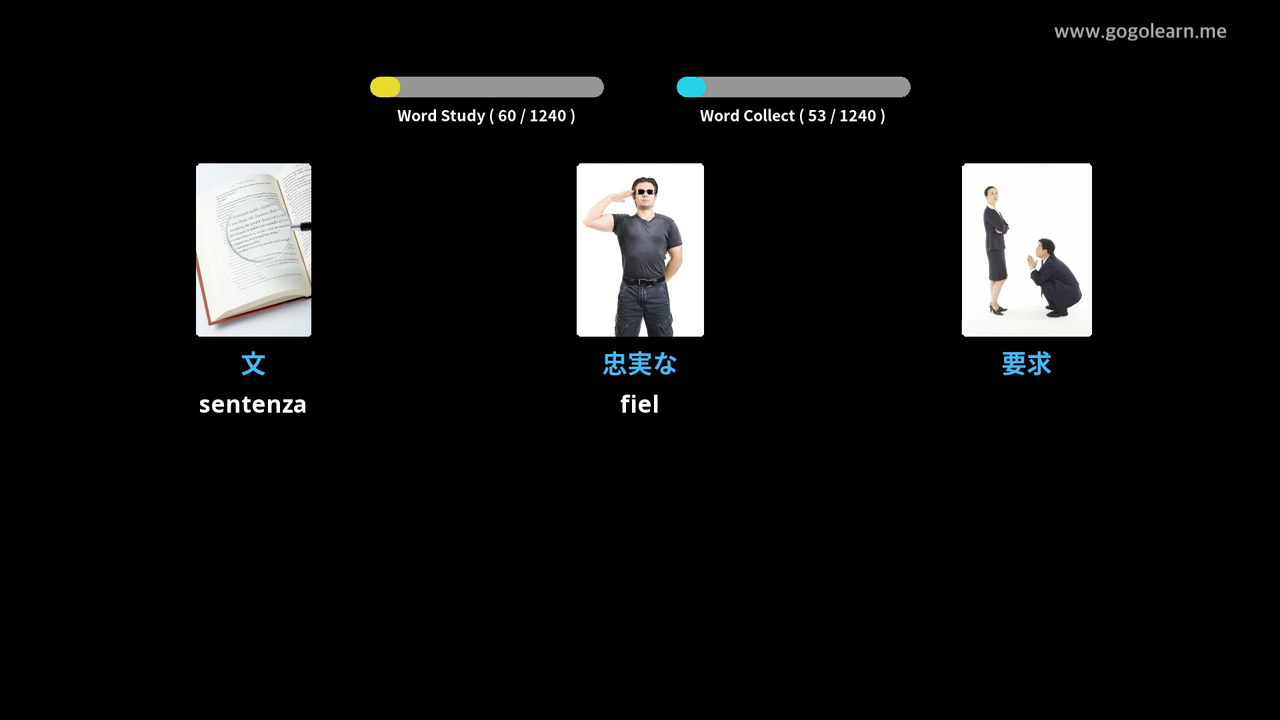 www.gogolearn.me
Word Study ( 60 / 1240 )
Word Collect ( 53 / 1240 )
文
忠実な
要求
sentenza
fiel